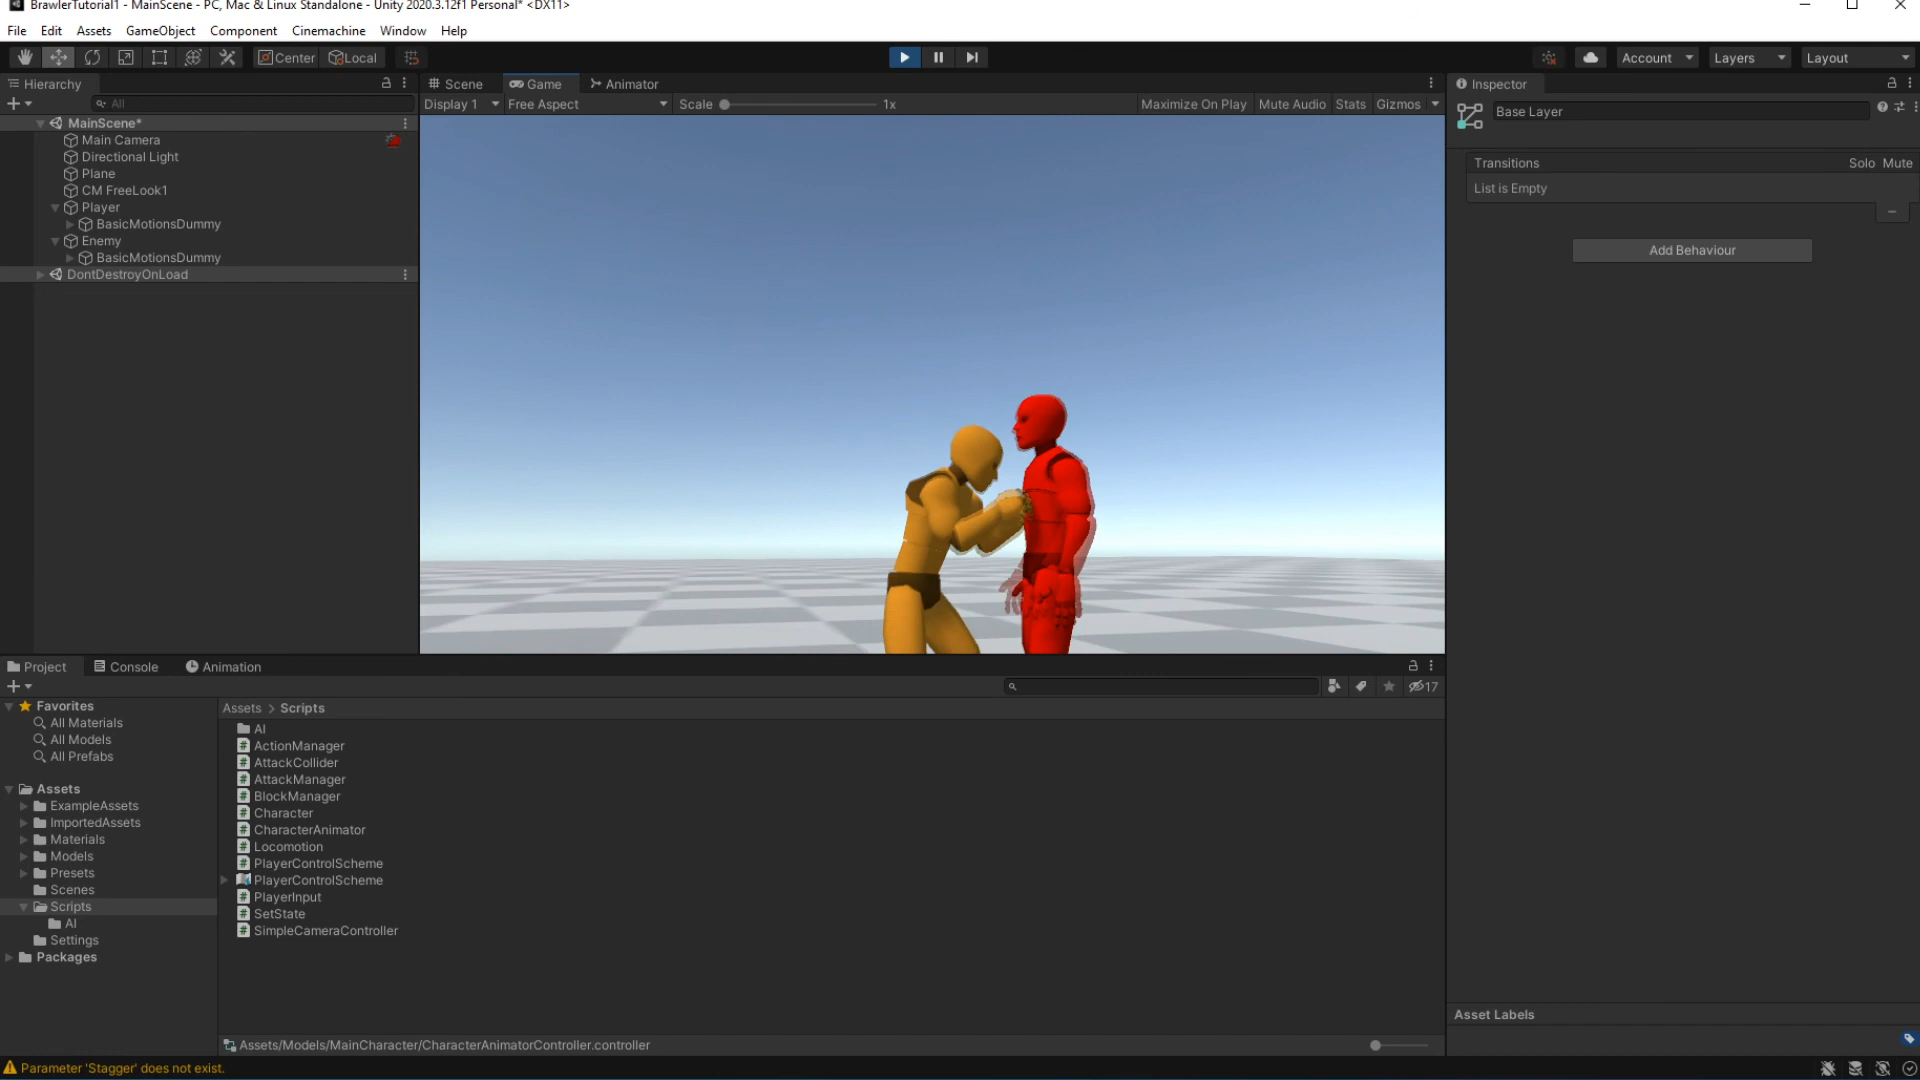 BrawlerTutorial1 - MainScene - PC, Mac & Linux Standalone - Unity 2020.3.12f1 Personal* <DX11>
File Edit Assets GameObject Component Cinemachine Window Help
Center Local Account Layers Layout
Hierarchy
All
MainScene*
Main Camera
Directional Light
Plane
CM FreeLook1
Player
BasicMotionsDummy
Enemy
BasicMotionsDummy
DontDestroyOnLoad
Scene Game Animator
Display 1 Free Aspect Scale 1x Maximize On Play Mute Audio Stats Gizmos
Inspector
Base Layer
Transitions Solo Mute
List is Empty
Add Behaviour
Project Console Animation
17
Favorites
All Materials
All Models
All Prefabs
Assets
ExampleAssets
ImportedAssets
Materials
Models
Presets
Scenes
Scripts
AI
Settings
Packages
Assets > Scripts
AI
ActionManager
AttackCollider
AttackManager
BlockManager
Character
CharacterAnimator
Locomotion
PlayerControlScheme
PlayerControlScheme
PlayerInput
SetState
SimpleCameraController
Assets/Models/MainCharacter/CharacterAnimatorController.controller
Asset Labels
Parameter 'Stagger' does not exist.